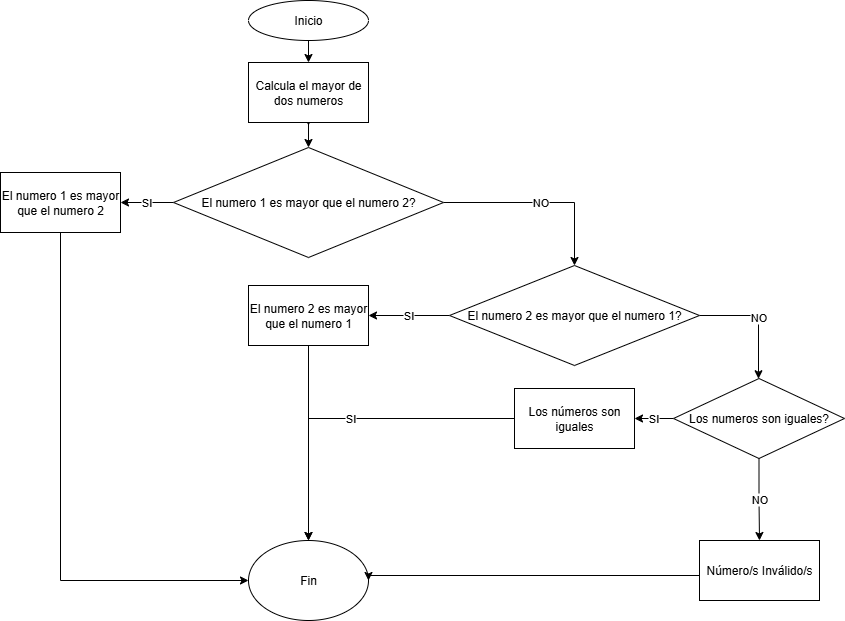 Inicio
Calcula el mayor de
dos numeros
El numero 1 es mayor que el numero 2?
SI
El numero 1 es mayor
que el numero 2
NO
El numero 2 es mayor que el numero 1?
SI
El numero 2 es mayor
que el numero 1
NO
Los numeros son iguales?
SI
Los números son
iguales
SI
NO
Número/s Inválido/s
Fin